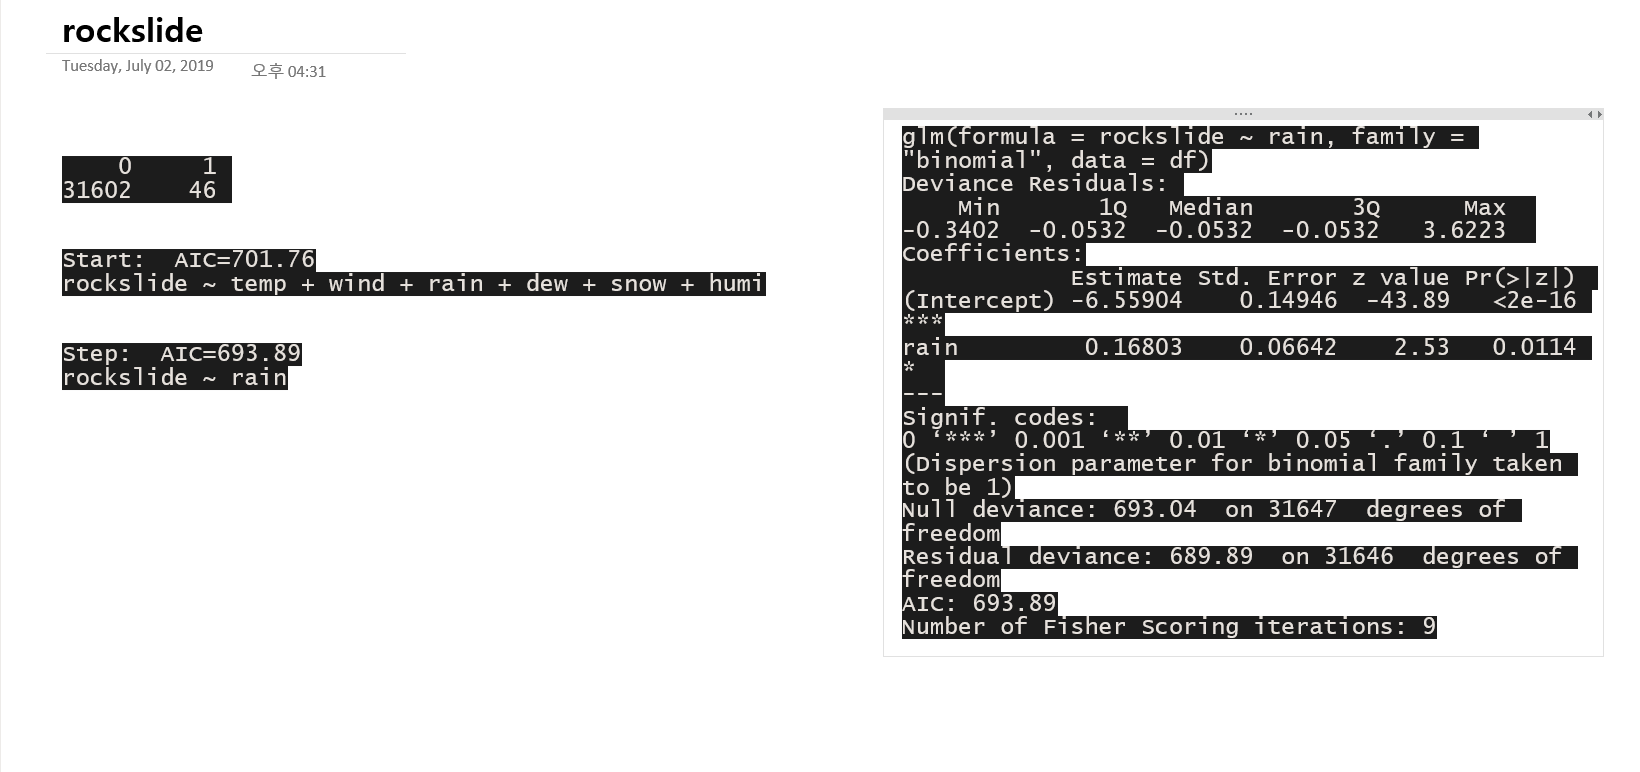 rockslide
Tuesday, July 02, 2019 오후 04:31
0 1
31602 46
Start: AIC=701.76
rockslide ~ temp + wind + rain + dew + snow + humi
Step: AIC=693.89
rockslide ~ rain
glm(formula = rockslide ~ rain, family =
"binomial", data = df)
Deviance Residuals:
Min 1Q Median 3Q Max
-0.3402 -0.0532 -0.0532 -0.0532 3.6223
Coefficients:
Estimate Std. Error z value Pr(>|z|)
(Intercept) -6.55904 0.14946 -43.89 <2e-16
***
rain 0.16803 0.06642 2.53 0.0114
*
---
Signif. codes:
0 ‘***’ 0.001 ‘**’ 0.01 ‘*’ 0.05 ‘.’ 0.1 ‘ ’ 1
(Dispersion parameter for binomial family taken
to be 1)
Null deviance: 693.04 on 31647 degrees of
freedom
Residual deviance: 689.89 on 31646 degrees of
freedom
AIC: 693.89
Number of Fisher Scoring iterations: 9